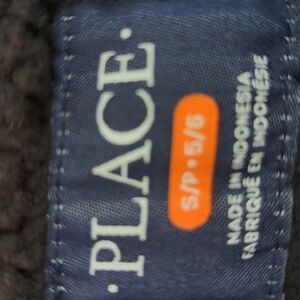 ·PLACE·
S/P·5/6
MADE IN INDONESIA
FABRIQUÉ EN INDONÉSIE